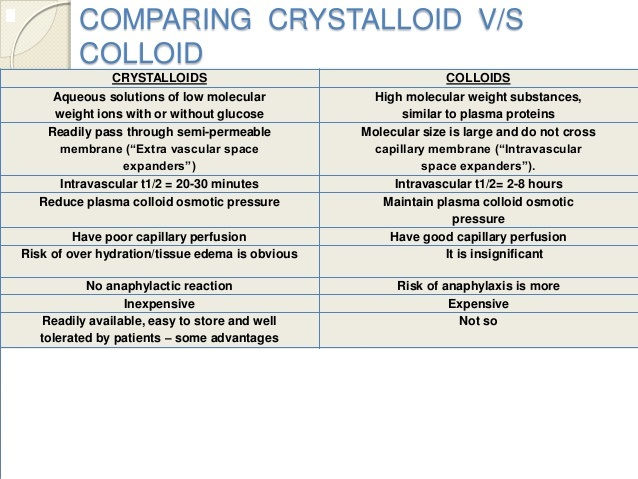 COMPARING CRYSTALLOID V/S
COLLOID
CRYSTALLOIDS
COLLOIDS
Aqueous solutions of low molecular
weight ions with or without glucose
High molecular weight substances,
similar to plasma proteins
Readily pass through semi-permeable
membrane (“Extra vascular space
expanders”)
Molecular size is large and do not cross
capillary membrane (“Intravascular
space expanders”).
Intravascular t1/2 = 20-30 minutes
Intravascular t1/2= 2-8 hours
Reduce plasma colloid osmotic pressure
Maintain plasma colloid osmotic
pressure
Have poor capillary perfusion
Have good capillary perfusion
Risk of over hydration/tissue edema is obvious
It is insignificant
No anaphylactic reaction
Risk of anaphylaxis is more
Inexpensive
Expensive
Readily available, easy to store and well
tolerated by patients – some advantages
Not so